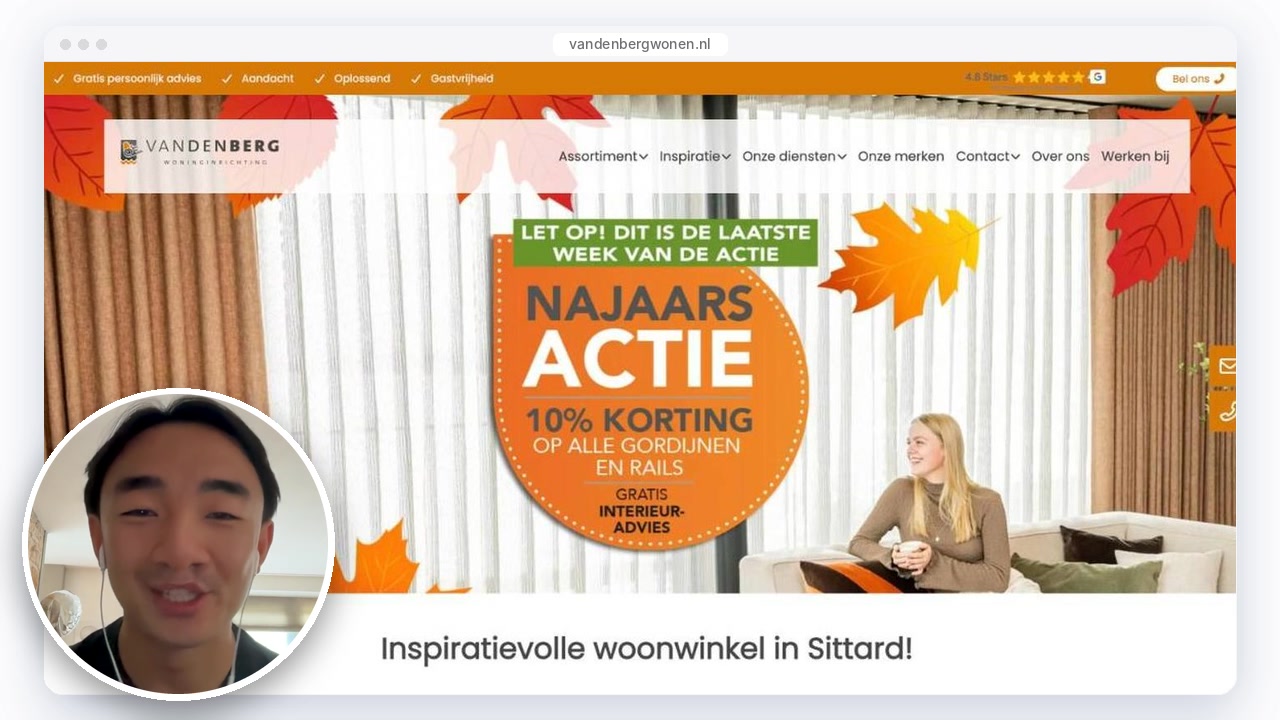 vandenbergwonen.nl
Gratis persoonlijk advies Aandacht Oplossend Gastvrijheid
4.8 Stars
G
Bel ons
VANDENBERG
WONINGINRICHTING
Assortiment Inspiratie Onze diensten Onze merken Contact Over ons Werken bij
LET OP! DIT IS DE LAATSTE
WEEK VAN DE ACTIE
NAJAARS
ACTIE
10% KORTING
OP ALLE GORDIJNEN
EN RAILS
GRATIS
INTERIEUR-
ADVIES
Inspiratievolle woonwinkel in Sittard!